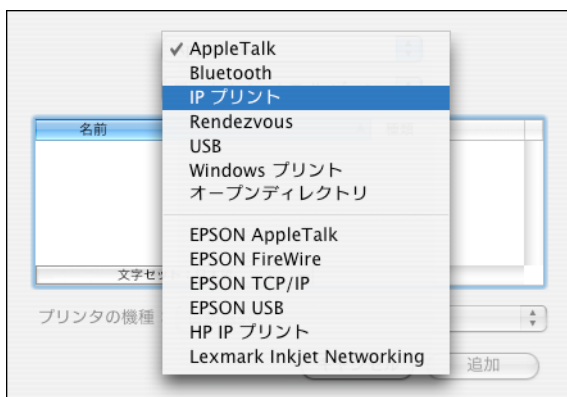 AppleTalk
Bluetooth
IP プリント
Rendezvous
USB
Windows プリント
オープンディレクトリ
EPSON AppleTalk
EPSON FireWire
EPSON TCP/IP
EPSON USB
HP IP プリント
Lexmark Inkjet Networking
名前
文字セ
プリンタの機種
追加